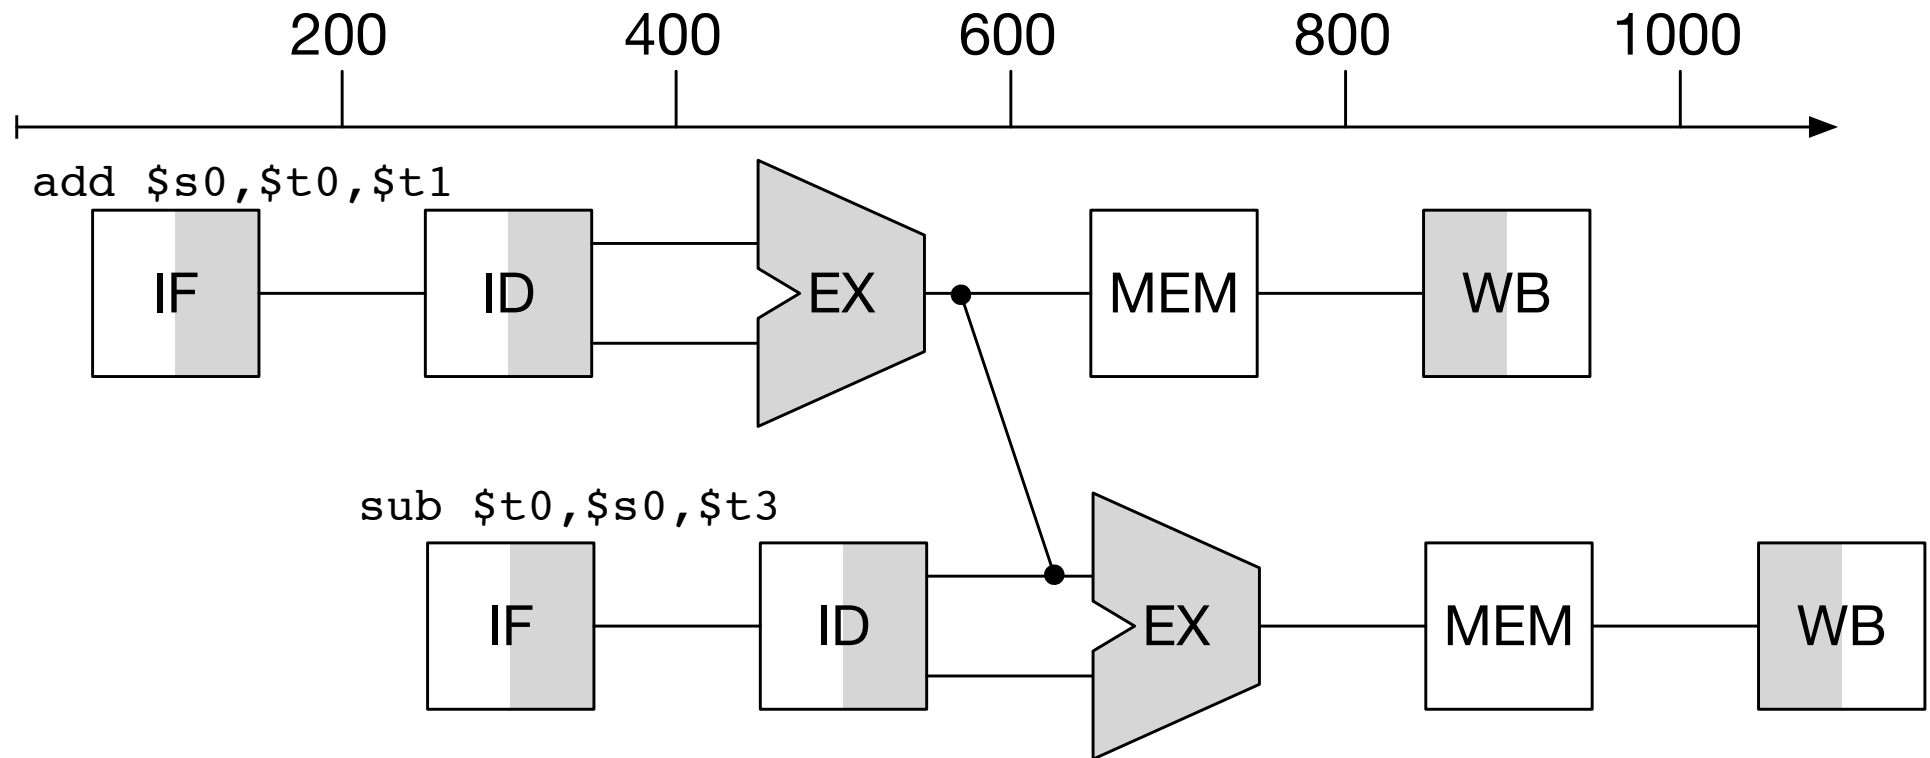 200 400 600 800 1000
add $s0,$t0,$t1
IF ID EX MEM WB
sub $t0,$s0,$t3
IF ID EX MEM WB